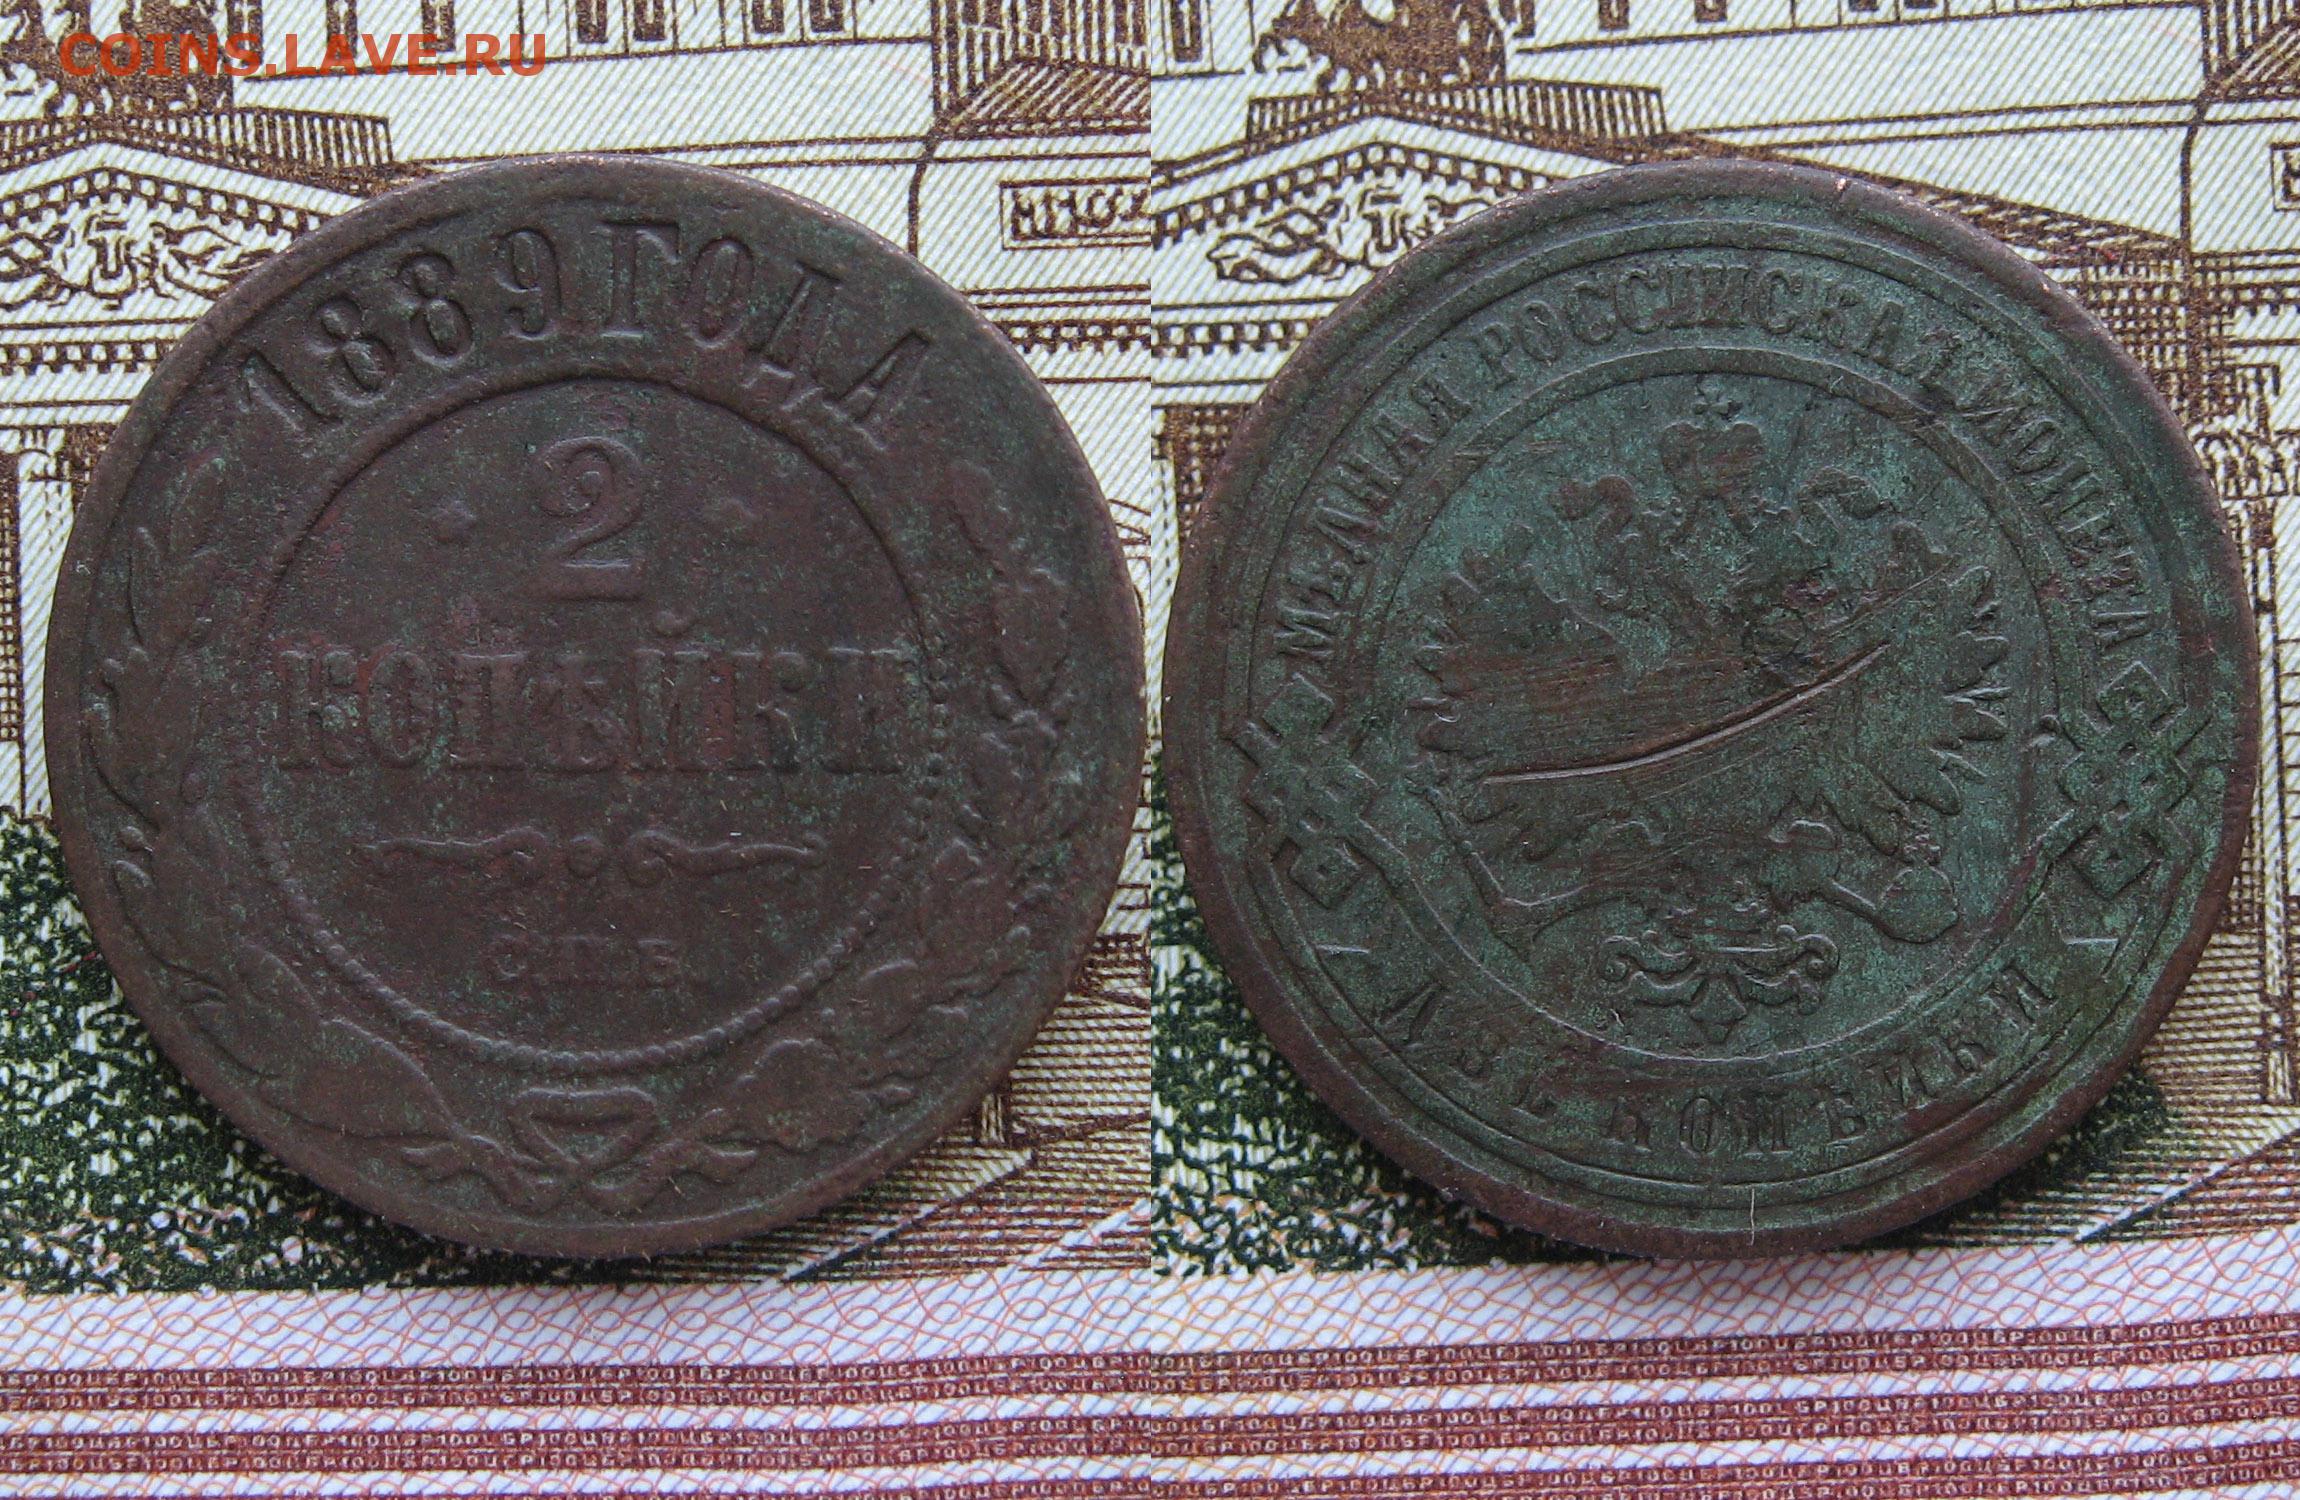 COINS.LAVE.RU
1889 ГОДА
2
КОПѢЙКИ
С.П.Б.
МѢДНАЯ РОССІЙСКАЯ МОНЕТА
ДВѢ КОПѢЙКИ